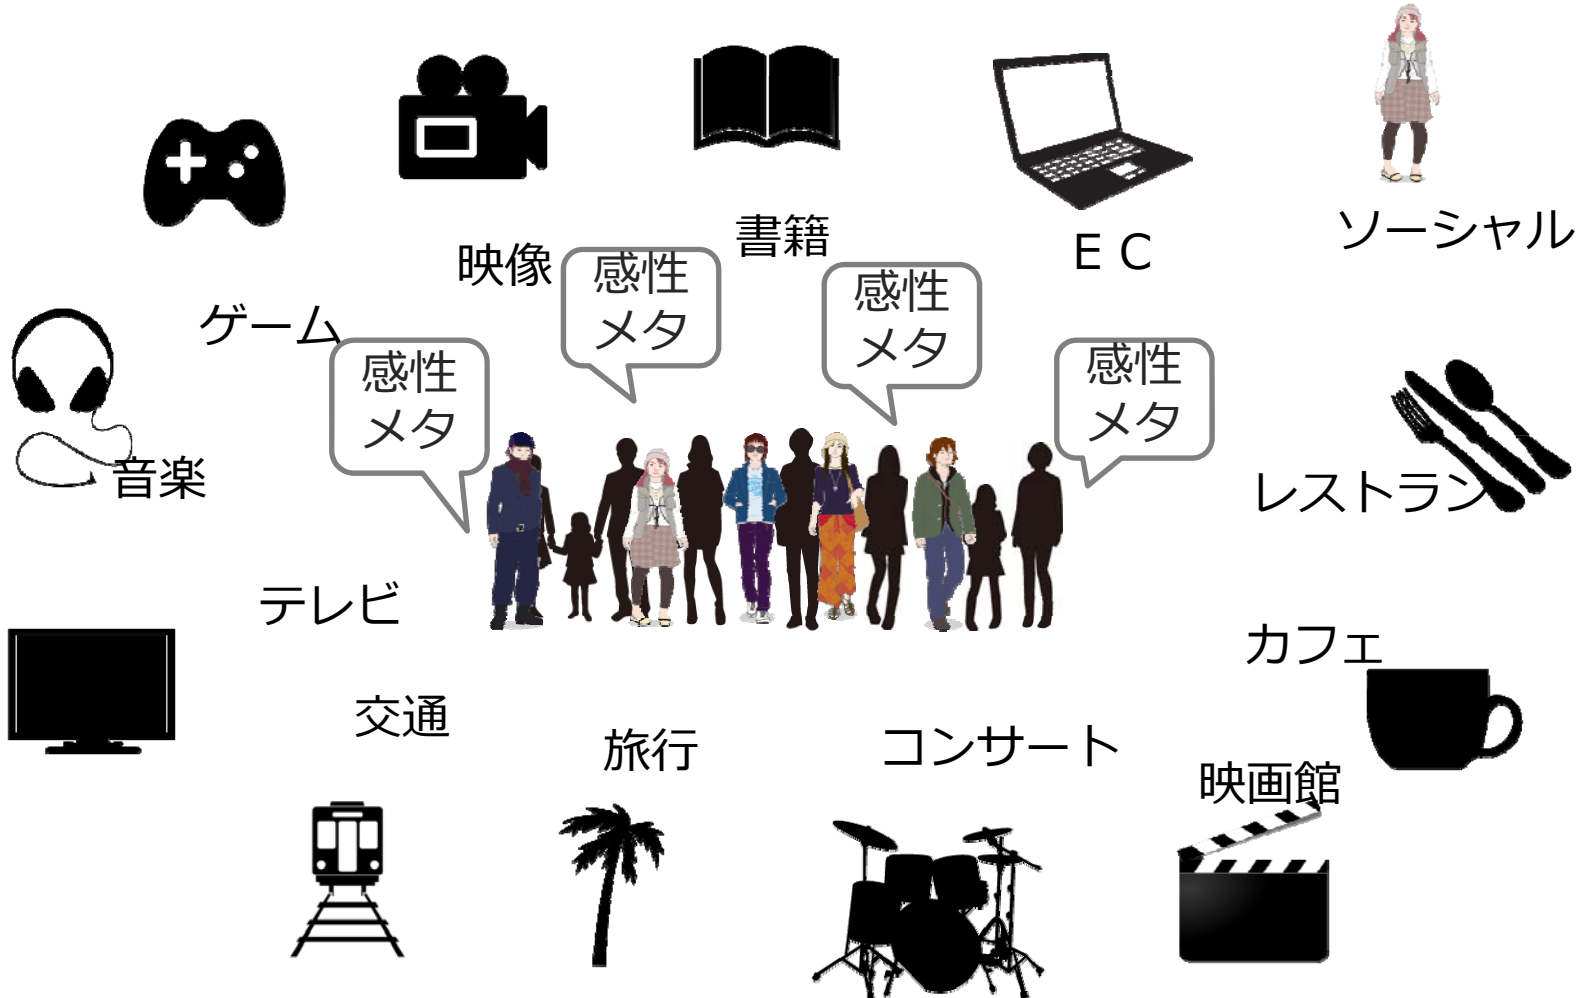 書籍
ＥＣ
ソーシャル
映像
ゲーム
感性
メタ
感性
メタ
感性
メタ
感性
メタ
音楽
レストラン
テレビ
カフェ
交通
旅行
コンサート
映画館